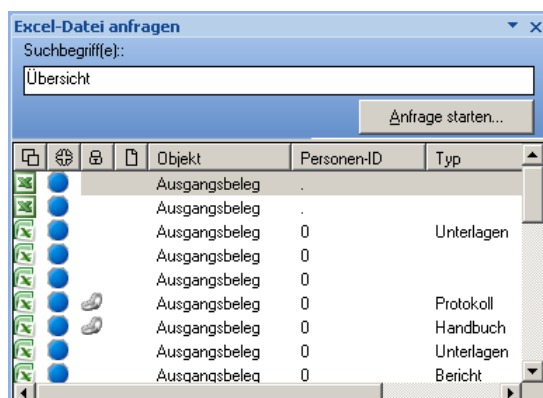 Excel-Datei anfragen
Suchbegriff(e)::
Übersicht
Anfrage starten...
Objekt Personen-ID Typ
Ausgangsbeleg .
Ausgangsbeleg .
Ausgangsbeleg 0 Unterlagen
Ausgangsbeleg 0
Ausgangsbeleg 0
Ausgangsbeleg 0 Protokoll
Ausgangsbeleg 0 Handbuch
Ausgangsbeleg 0 Unterlagen
Ausgangsbeleg 0 Bericht